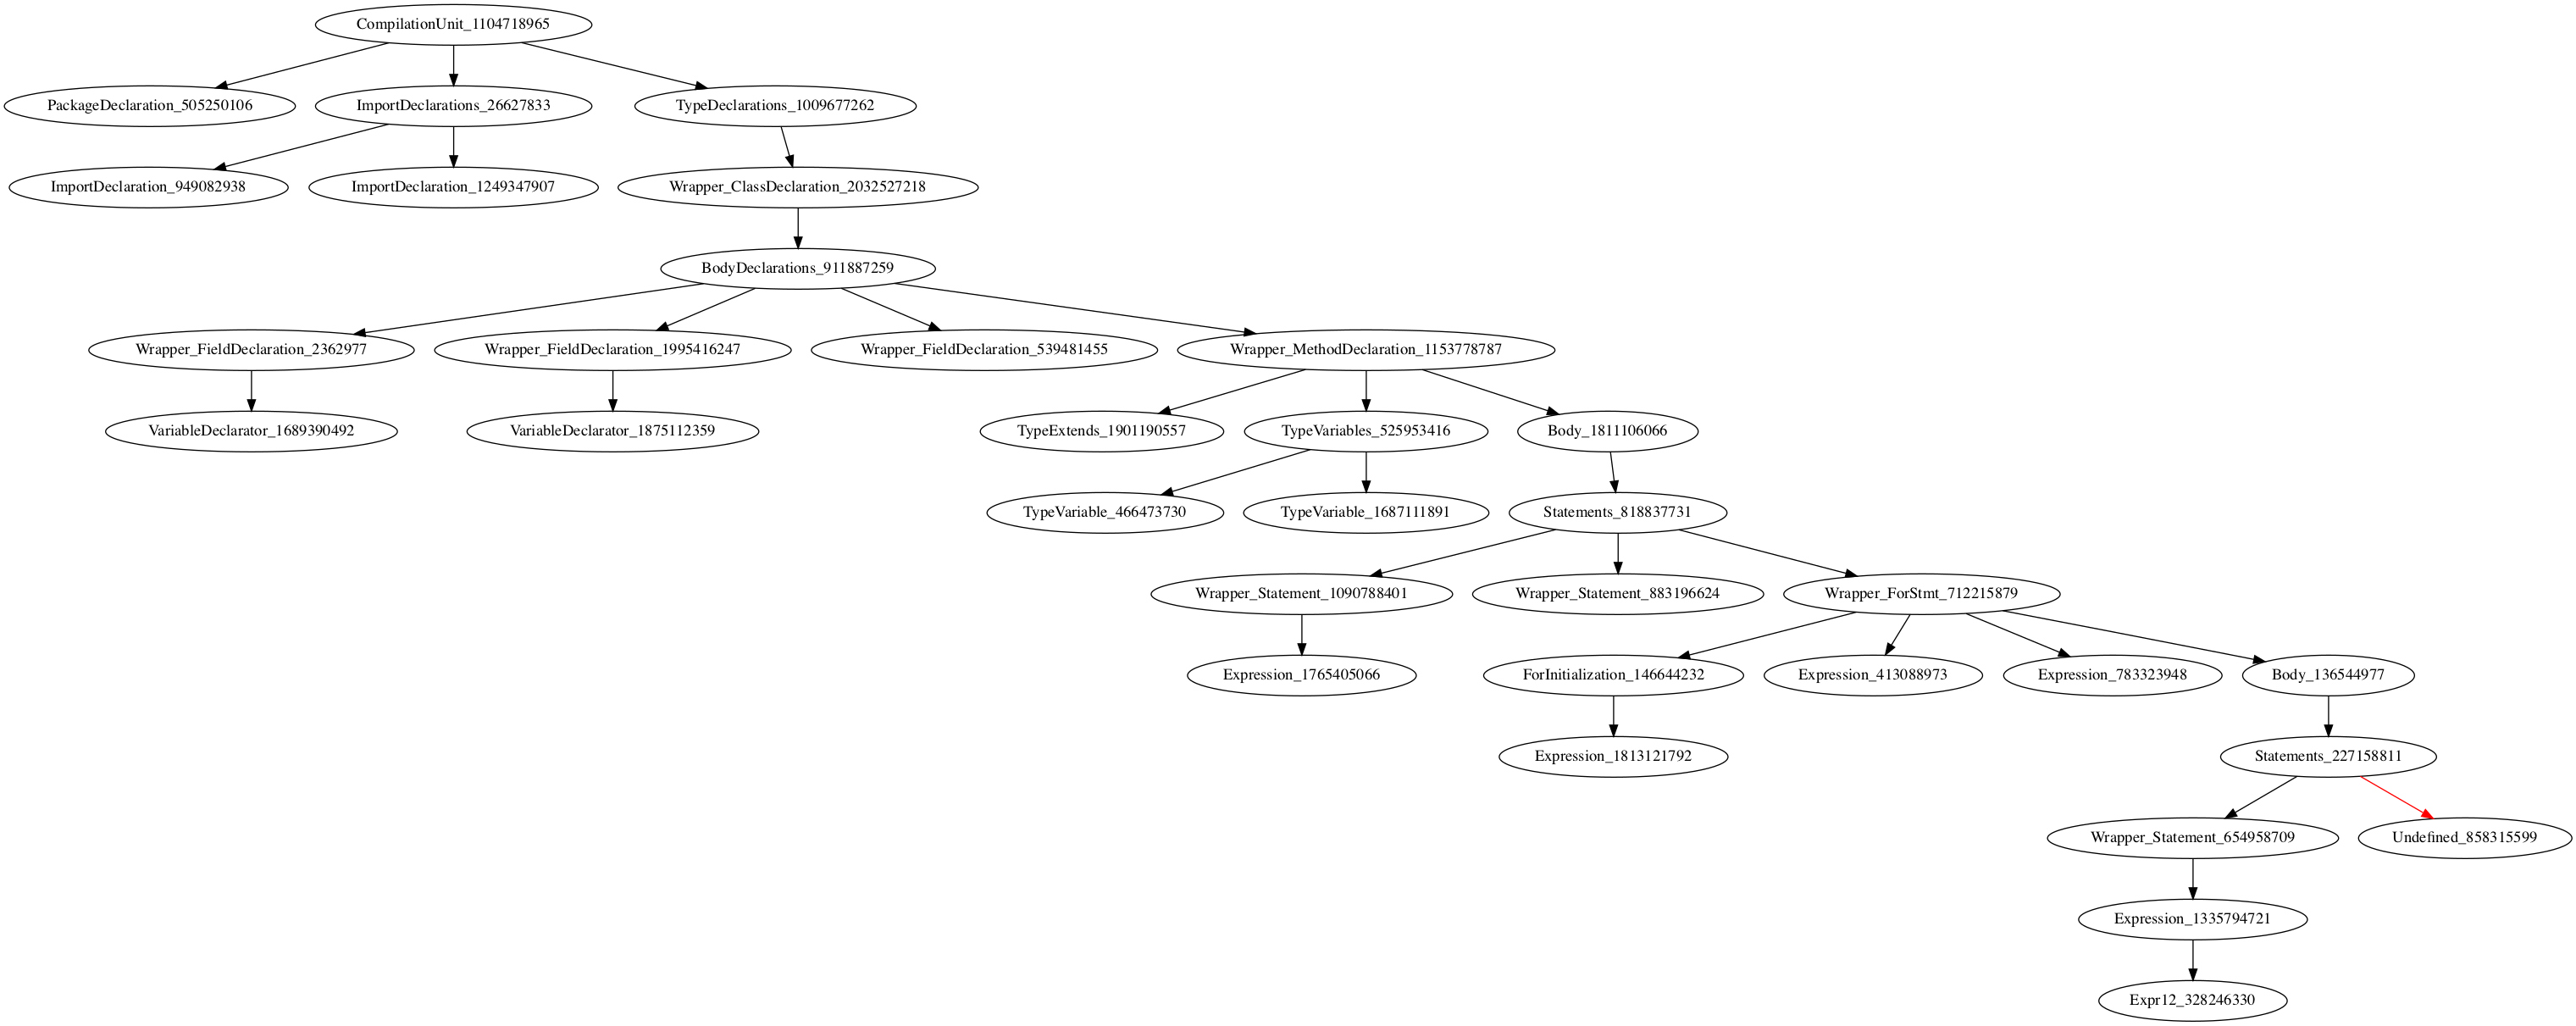 CompilationUnit_1104718965
PackageDeclaration_505250106
ImportDeclarations_26627833
TypeDeclarations_1009677262
ImportDeclaration_949082938
ImportDeclaration_1249347907
Wrapper_ClassDeclaration_2032527218
BodyDeclarations_911887259
Wrapper_FieldDeclaration_2362977
Wrapper_FieldDeclaration_1995416247
Wrapper_FieldDeclaration_539481455
Wrapper_MethodDeclaration_1153778787
VariableDeclarator_1689390492
VariableDeclarator_1875112359
TypeExtends_1901190557
TypeVariables_525953416
Body_1811106066
TypeVariable_466473730
TypeVariable_1687111891
Statements_818837731
Wrapper_Statement_1090788401
Wrapper_Statement_883196624
Wrapper_ForStmt_712215879
Expression_1765405066
ForInitialization_146644232
Expression_413088973
Expression_783323948
Body_136544977
Expression_1813121792
Statements_227158811
Wrapper_Statement_654958709
Undefined_858315599
Expression_1335794721
Expr12_328246330